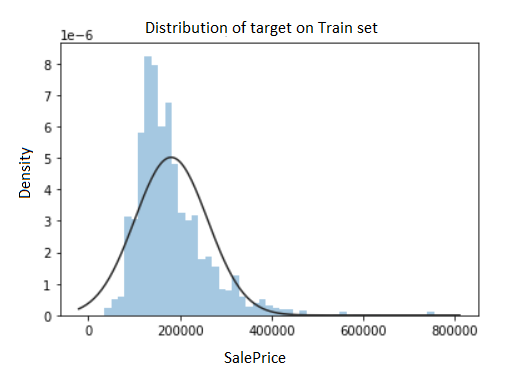 Distribution of target on Train set
1e−6
8
7
6
5
4
3
2
1
0
Density
0 200000 400000 600000 800000
SalePrice